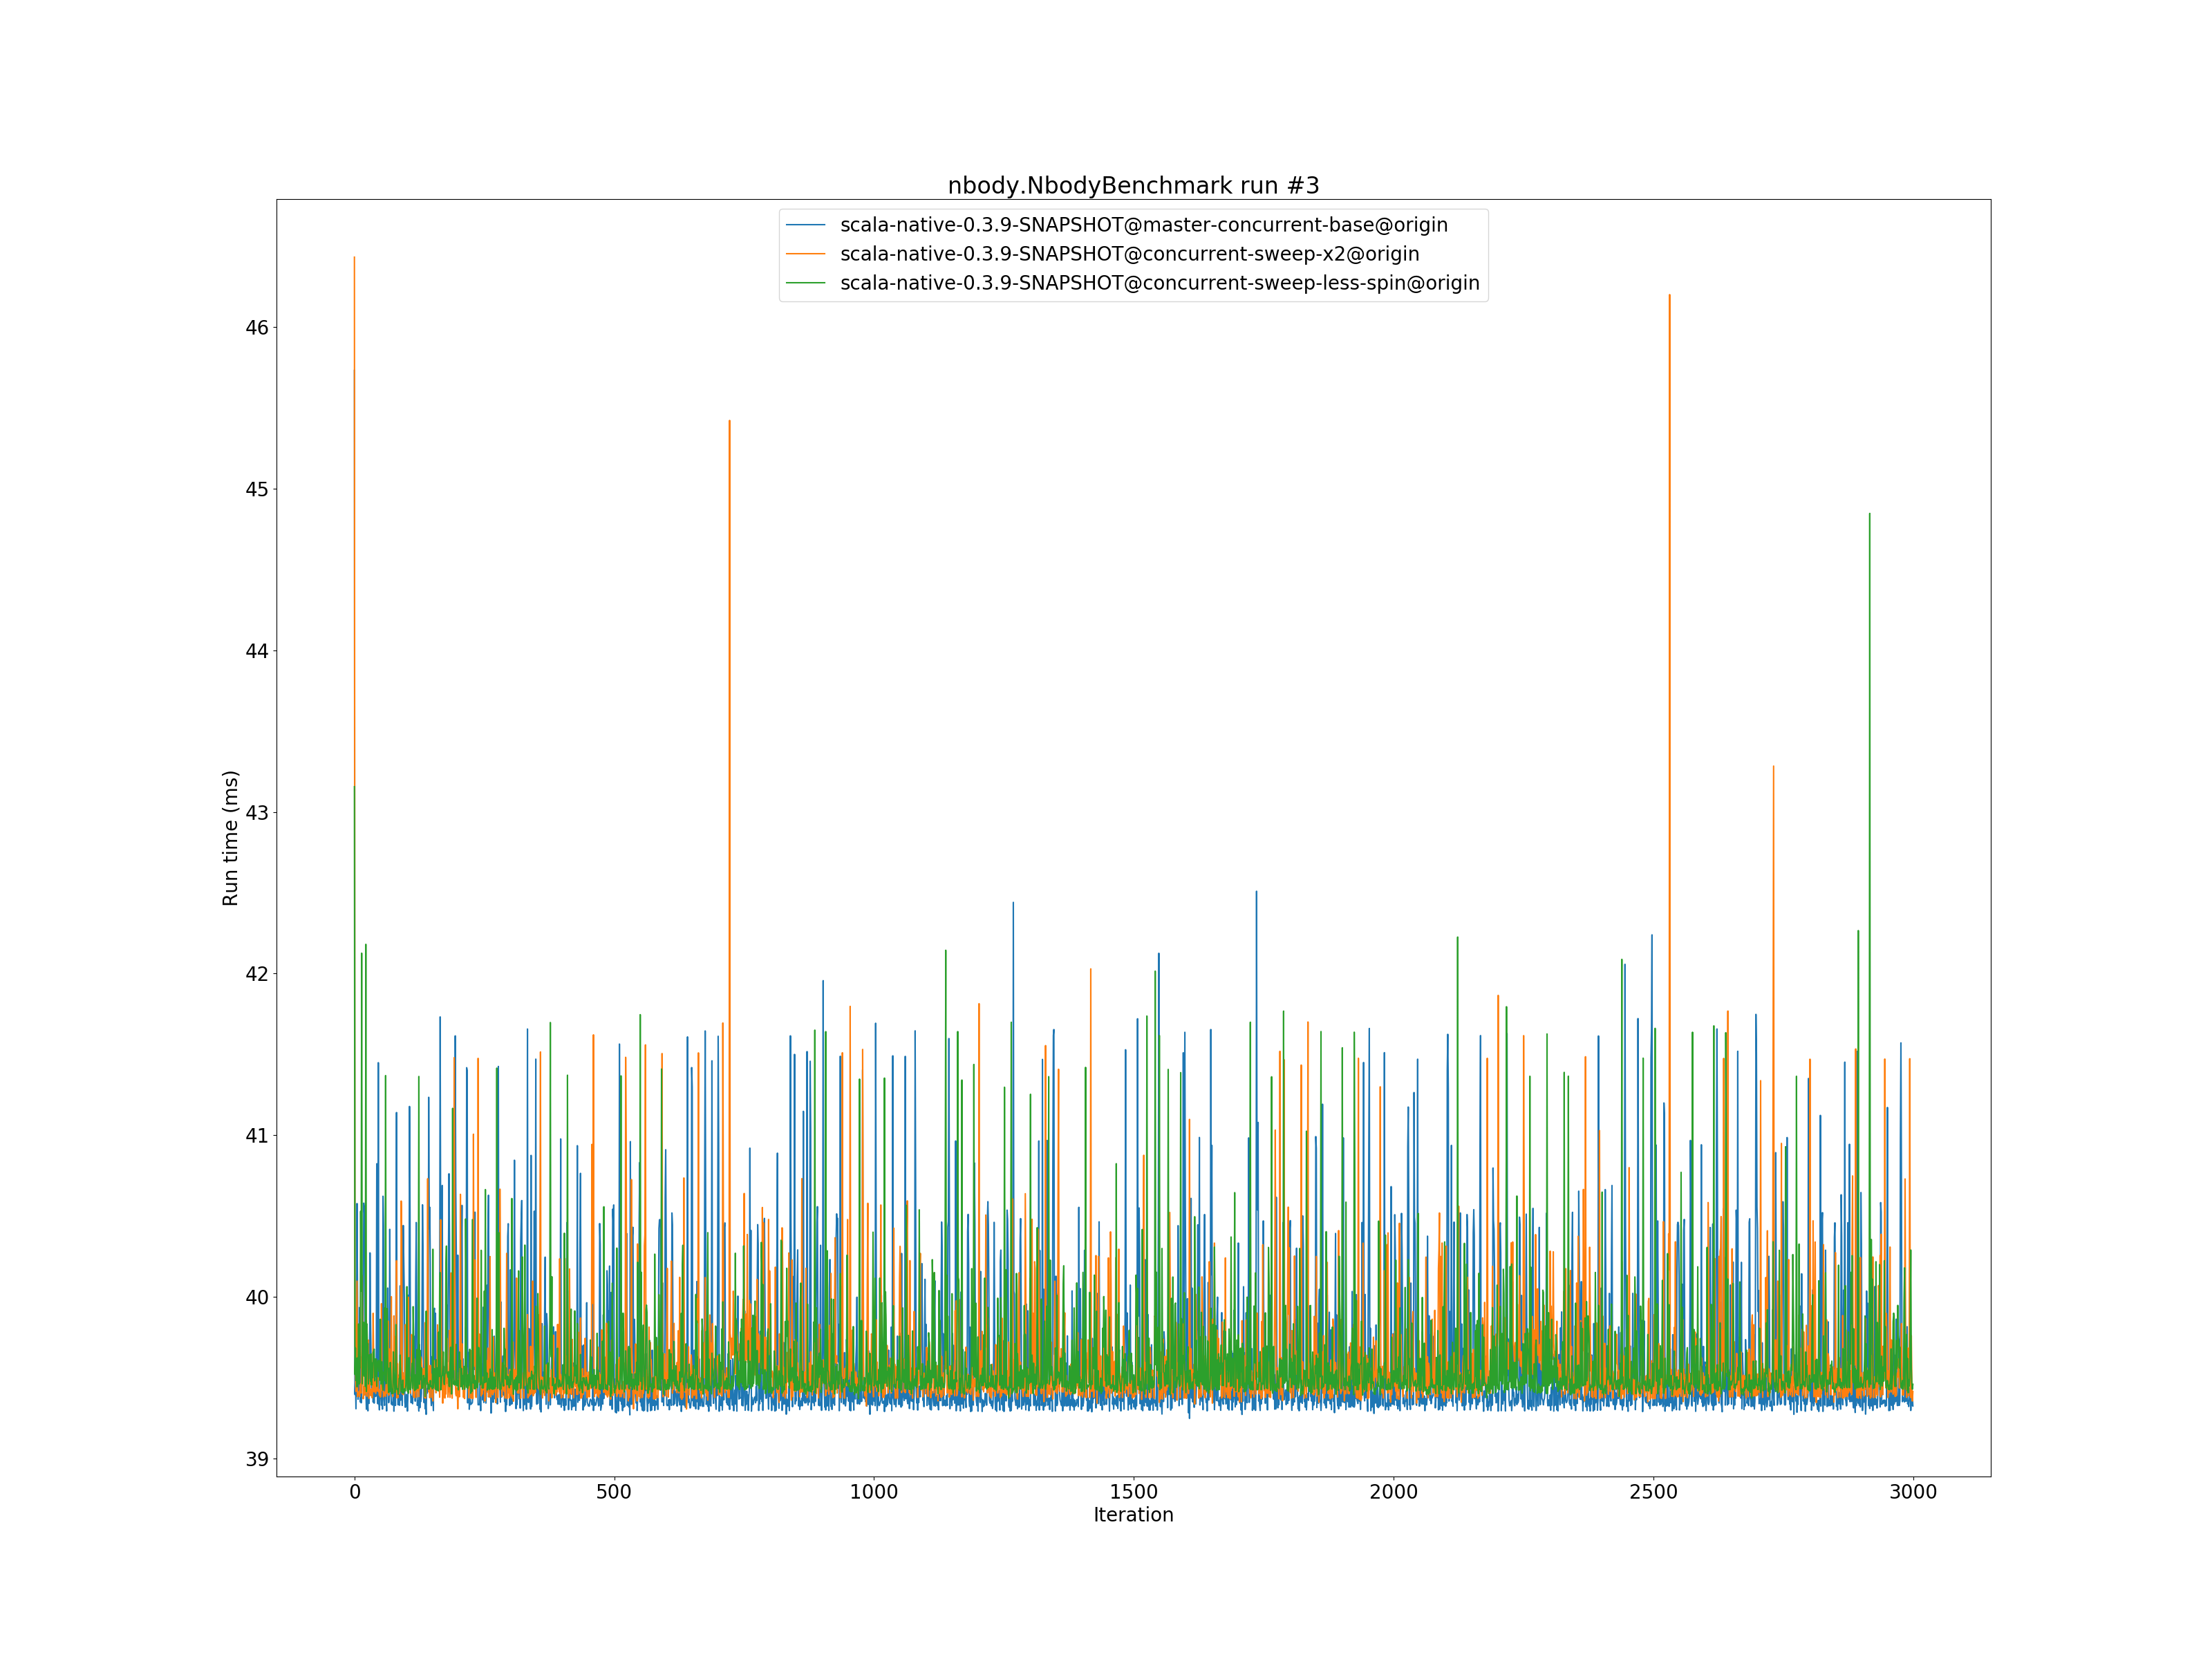 nbody.NbodyBenchmark run #3
scala-native-0.3.9-SNAPSHOT@master-concurrent-base@origin
scala-native-0.3.9-SNAPSHOT@concurrent-sweep-x2@origin
scala-native-0.3.9-SNAPSHOT@concurrent-sweep-less-spin@origin
46
45
44
43
42
41
40
39
Run time (ms)
0 500 1000 1500 2000 2500 3000
Iteration